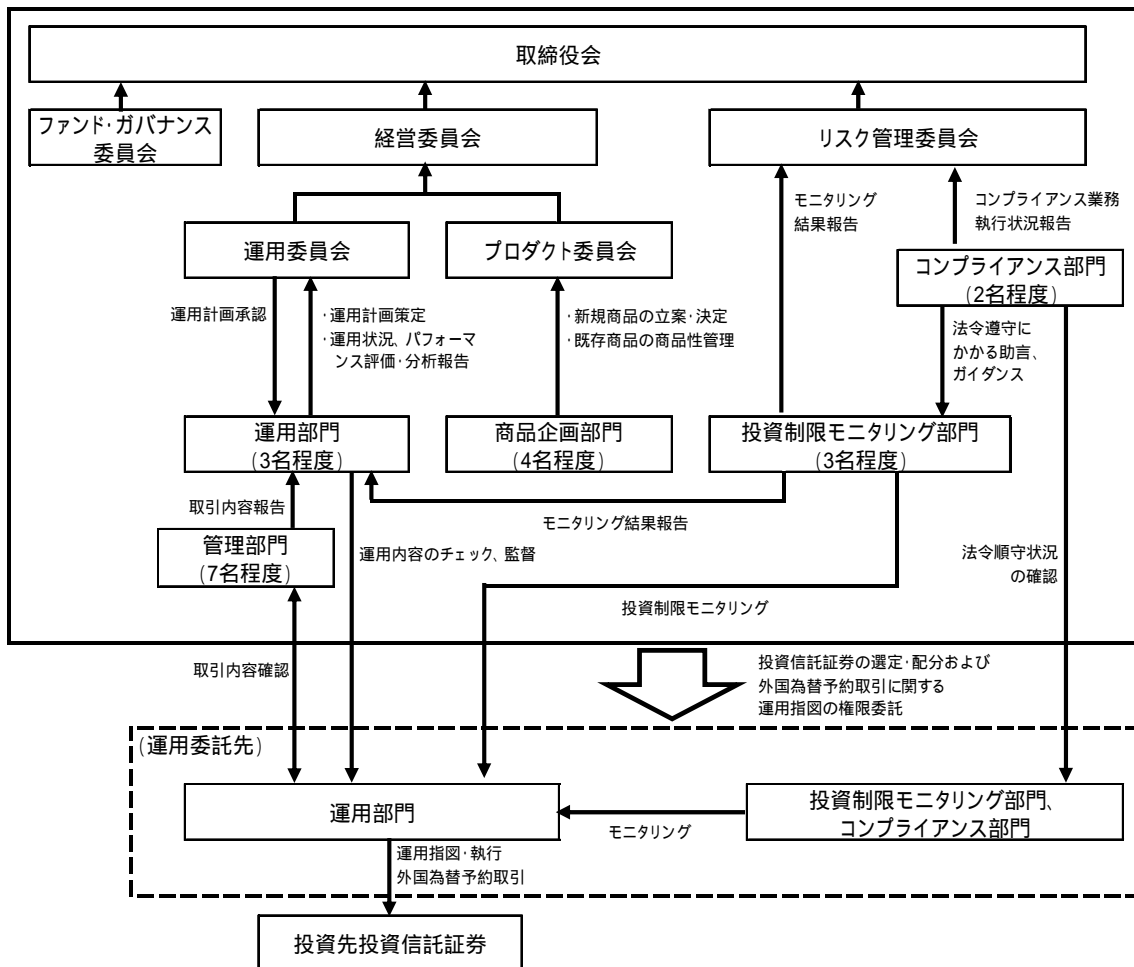 取締役会
ファンド・ガバナンス
委員会
経営委員会
リスク管理委員会
モニタリング
結果報告
コンプライアンス業務
執行状況報告
運用委員会
プロダクト委員会
コンプライアンス部門
(2名程度)
運用計画承認
・運用計画策定
・運用状況、パフォーマ
ンス評価・分析報告
・新規商品の立案・決定
・既存商品の商品性管理
法令遵守に
かかる助言、
ガイダンス
運用部門
(3名程度)
商品企画部門
(4名程度)
投資制限モニタリング部門
(3名程度)
取引内容報告
モニタリング結果報告
管理部門
(7名程度)
運用内容のチェック、監督
法令順守状況
の確認
投資制限モニタリング
取引内容確認
投資信託証券の選定・配分および
外国為替予約取引に関する
運用指図の権限委託
(運用委託先)
運用部門
モニタリング
投資制限モニタリング部門、
コンプライアンス部門
運用指図・執行
外国為替予約取引
投資先投資信託証券